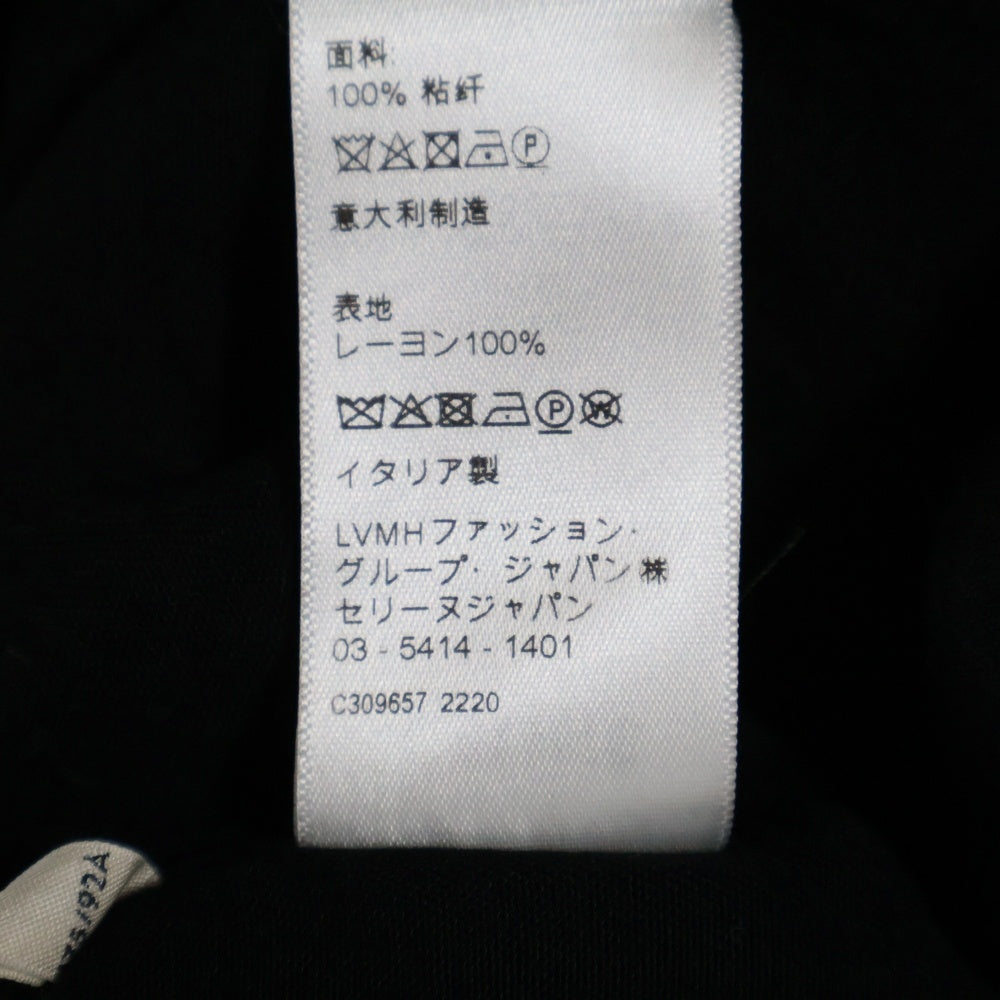 面料:
100% 粘纤
P
意大利制造
表地
レーヨン100%
P W
イタリア製
LVMHファッション・
グループ・ジャパン株
セリーヌジャパン
03 - 5414 - 1401
C309657 2220
/92A